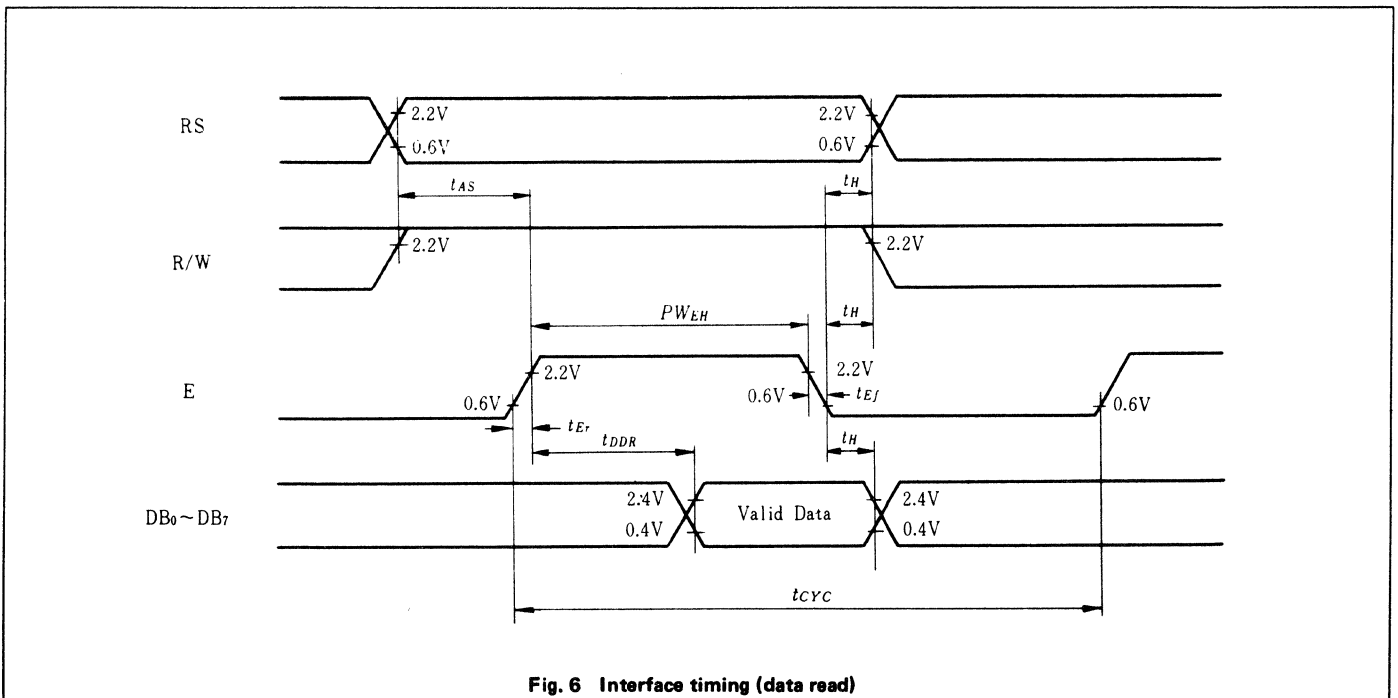 RS
2.2V
0.6V
2.2V
0.6V
tAS
tH
R/W
2.2V
2.2V
PWEH
tH
E
2.2V
0.6V
2.2V
0.6V
tEf
0.6V
tEr
tDDR
tH
DB0~DB7
2.4V
0.4V
Valid Data
2.4V
0.4V
tCYC
Fig. 6 Interface timing (data read)